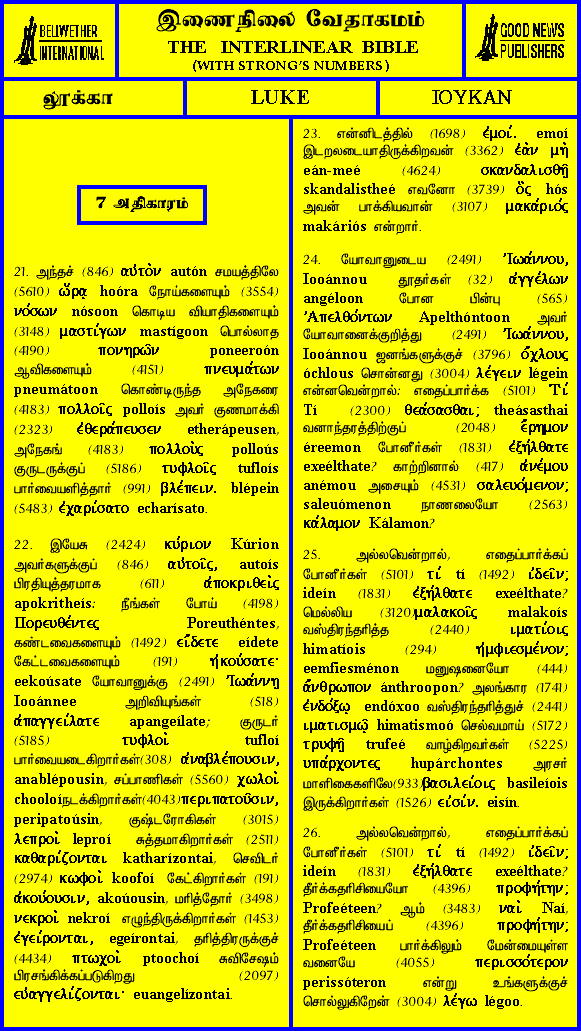 BELLWETHER
INTERNATIONAL
இணைநிலை வேதாகமம்
THE INTERLINEAR BIBLE
(WITH STRONG'S NUMBERS)
GOOD NEWS
PUBLISHERS
லூக்கா
LUKE
ΙΟΥΚΑΝ
7 அதிகாரம்
21. அந்தச் (846) αὐτὸν autón சமயத்திலே
(5610) ὥρᾳ hoóra நோய்களையும் (3554)
νόσων nósoon கொடிய வியாதிகளையும்
(3148) μαστίγων mastígoon பொல்லாத
(4190) πονηρῶν poneeroón
ஆவிகளையும் (4151) πνευμάτων
pneumátoon கொண்டிருந்த அநேகரை
(4183) πολλοῖς pollois அவர் குணமாக்கி
(2323) ἐθεράπευσεν etherápeusen,
அநேகங் (4183) πολλοὺς polloús
குருடருக்குப் (5186) τυφλοῖς tuflois
பார்வையளித்தார் (991) βλέπειν. blépein
(5483) ἐχαρίσατο echarísato.
22. இயேசு (2424) κύριον Kúrion
அவர்களுக்குப் (846) αὐτοῖς, autois
பிரதியுத்தரமாக (611) ἀποκριθεὶς
apokritheís: நீங்கள் போய் (4198)
Πορευθέντες Poreuthéntes,
கண்டவைகளையும் (1492) εἴδετε eídete
கேட்டவைகளையும் (191) ἠκούσατε·
eekoúsate யோவானுக்கு (2491) Ἰωάννῃ
Iooánnee அறிவியுங்கள் (518)
ἀπαγγείλατε apangeílate; குருடர்
(5185) τυφλοὶ tufloí
பார்வையடைகிறார்கள்(308) ἀναβλέπουσιν,
anablépousin, சப்பாணிகள் (5560) χωλοὶ
chooloíநடக்கிறார்கள்(4043)περιπατοῦσιν,
peripatoúsin, குஷ்டரோகிகள் (3015)
λεπροὶ leproí சுத்தமாகிறார்கள் (2511)
καθαρίζονται katharízontai, செவிடர்
(2974) κωφοὶ koofoí கேட்கிறார்கள் (191)
ἀκούουσιν, akoúousin, மரித்தோர் (3498)
νεκροὶ nekroí எழுந்திருக்கிறார்கள் (1453)
ἐγείρονται, egeírontai, தரித்திரருக்குச்
(4434) πτωχοὶ ptoochoí சுவிசேஷம்
பிரசங்கிக்கப்படுகிறது (2097)
εὐαγγελίζονται· euangelízontai.
23. என்னிடத்தில் (1698) ἐμοί. emoí
இடறலடையாதிருக்கிறவன் (3362) ἐὰν μὴ
eán-meé (4624) σκανδαλισθῇ
skandalistheé எவனோ (3739) ὃς hós
அவன் பாக்கியவான் (3107) μακάριός
makáriós என்றார்.
24. யோவானுடைய (2491) Ἰωάννου,
Iooánnou தூதர்கள் (32) ἀγγέλων
angéloon போன பின்பு (565)
Ἀπελθόντων Apelthóntoon அவர்
யோவானைக்குறித்து (2491) Ἰωάννου,
Iooánnou ஜனங்களுக்குச் (3796) ὄχλους
óchlous சொன்னது (3004) λέγειν légein
என்னவென்றால்: எதைப்பார்க்க (5101) Τί
Tí (2300) θεάσασθαι; theásasthai
வனாந்தரத்திற்குப் (2048) ἔρημον
éreemon போனீர்கள் (1831) ἐξήλθατε
exeélthate? காற்றினால் (417) ἀνέμου
anémou அசையும் (4531) σαλευόμενον;
saleuómenon நாணலையோ (2563)
κάλαμον Kálamon?
25. அல்லவென்றால், எதைப்பார்க்கப்
போனீர்கள் (5101) τί tí (1492) ἰδεῖν;
idein (1831) ἐξήλθατε exeélthate?
மெல்லிய (3120)μαλακοῖς malakois
வஸ்திரந்தரித்த (2440) ιματίοις
himatíois (294) ἠμφιεσμένον;
eemfiesménon மனுஷனையோ (444)
ἄνθρωπον ánthroopon? அலங்கார (1741)
ἐνδόξῳ endóxoo வஸ்திரந்தரித்துச் (2441)
ιματισμῷ himatismoó செல்வமாய் (5172)
τρυφῇ trufeé வாழ்கிறவர்கள் (5225)
υπάρχοντες hupárchontes அரசர்
மாளிகைகளிலே(933)βασιλείοις basileíois
இருக்கிறார்கள் (1526) εἰσίν. eisín.
26. அல்லவென்றால், எதைப்பார்க்கப்
போனீர்கள் (5101) τί tí (1492) ἰδεῖν;
idein (1831) ἐξήλθατε exeélthate?
தீர்க்கதரிசியையோ (4396) προφήτην;
Profeéteen? ஆம் (3483) ναὶ Naí,
தீர்க்கதரிசியைப் (4396) προφήτην;
Profeéteen பார்க்கிலும் மேன்மையுள்ள
வனையே (4055) περισσότερον
perissóteron என்று உங்களுக்குச்
சொல்லுகிறேன் (3004) λέγω légoo.